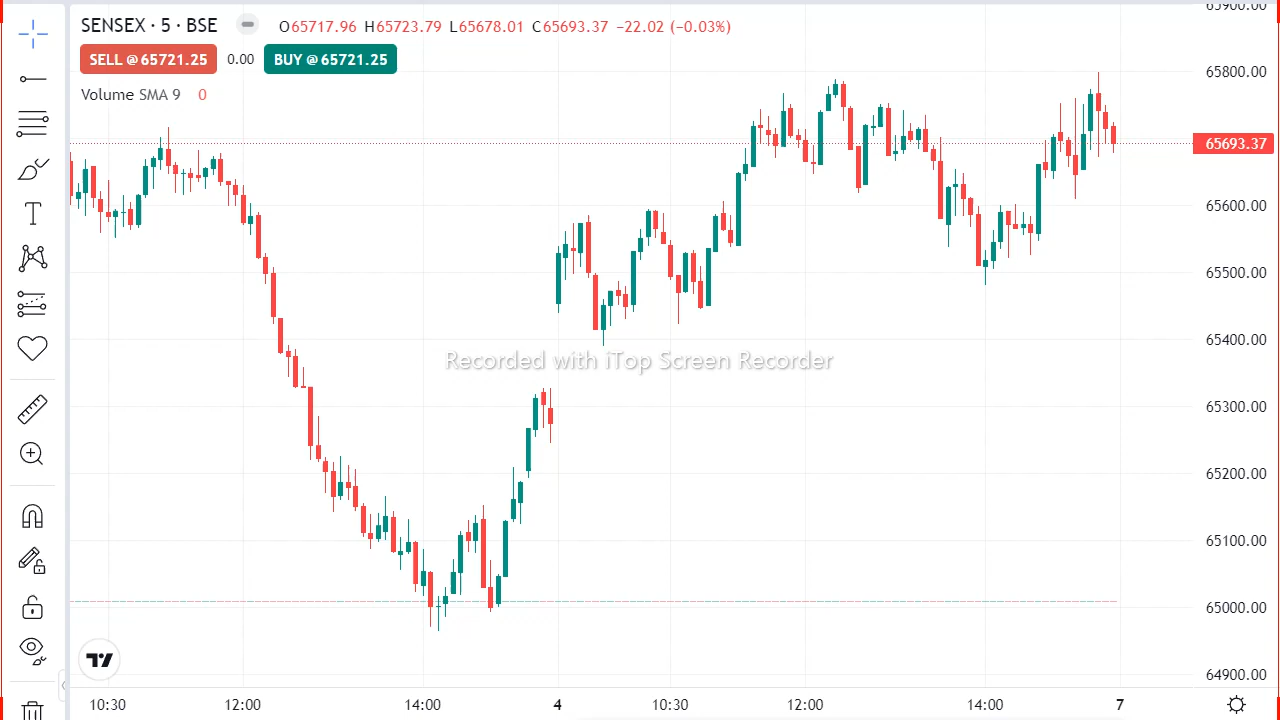 SENSEX · 5 · BSE
O65717.96 H65723.79 L65678.01 C65693.37 −22.02 (−0.03%)
SELL @ 65721.25
0.00
BUY @ 65721.25
Volume SMA 9 0
65900.00
65800.00
65693.37
65600.00
65500.00
65400.00
Recorded with iTop Screen Recorder
65300.00
65200.00
65100.00
65000.00
64900.00
10:30 12:00 14:00 4 10:30 12:00 14:00 7